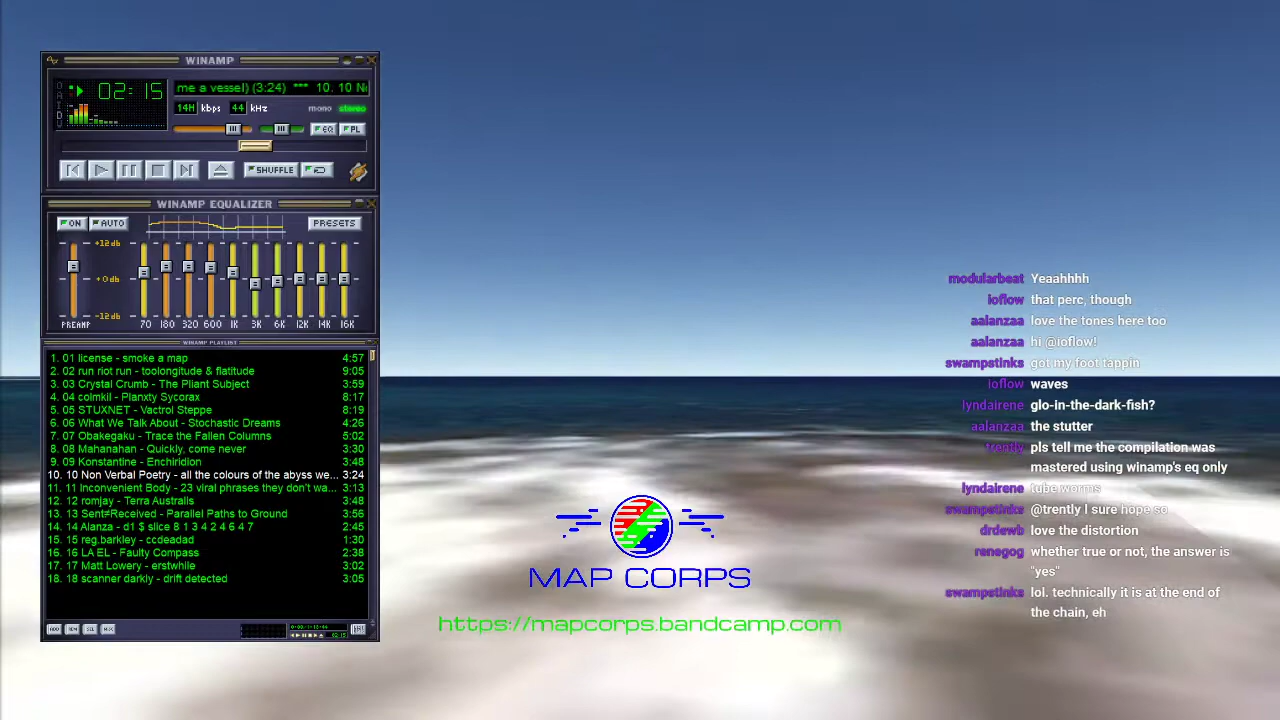 WINAMP
02:15
me a vessel) (3:24) *** 10. 10 N
14H kbps 44 kHz mono stereo
EQ PL
SHUFFLE
WINAMP EQUALIZER
ON AUTO PRESETS
+12db
+0db
-12db
PREAMP 70 180 320 600 1K 3K 6K 12K 14K 16K
WINAMP PLAYLIST
1. 01 license - smoke a map 4:57
2. 02 run riot run - toolongitude & flatitude 9:05
3. 03 Crystal Crumb - The Pliant Subject 3:59
4. 04 colmkil - Planxty Sycorax 8:17
5. 05 STUXNET - Vactrol Steppe 8:19
6. 06 What We Talk About - Stochastic Dreams 4:26
7. 07 Obakegaku - Trace the Fallen Columns 5:02
8. 08 Mahanahan - Quickly, come never 3:30
9. 09 Konstantine - Enchiridion 3:48
10. 10 Non Verbal Poetry - all the colours of the abyss we... 3:24
11. 11 Inconvenient Body - 23 viral phrases they don't wa... 3:13
12. 12 romjay - Terra Australis 3:48
13. 13 Sent≠Received - Parallel Paths to Ground 3:56
14. 14 Alanza - d1 $ slice 8 1 3 4 2 4 6 4 7 2:45
15. 15 reg.barkley - ccdeadad 1:30
16. 16 LA EL - Faulty Compass 2:38
17. 17 Matt Lowery - erstwhile 3:02
18. 18 scanner darkly - drift detected 3:05
ADD REM SEL MISC
02:15
MAP CORPS
https://mapcorps.bandcamp.com
modularbeat Yeaahhhh
ioflow that perc, though
aalanzaa love the tones here too
aalanzaa hi @ioflow!
swampstinks got my foot tappin
ioflow waves
lyndairene glo-in-the-dark-fish?
aalanzaa the stutter
trently pls tell me the compilation was
mastered using winamp's eq only
lyndairene tube worms
swampstinks @trently I sure hope so
drdewb love the distortion
renegog whether true or not, the answer is
"yes"
swampstinks lol. technically it is at the end of
the chain, eh